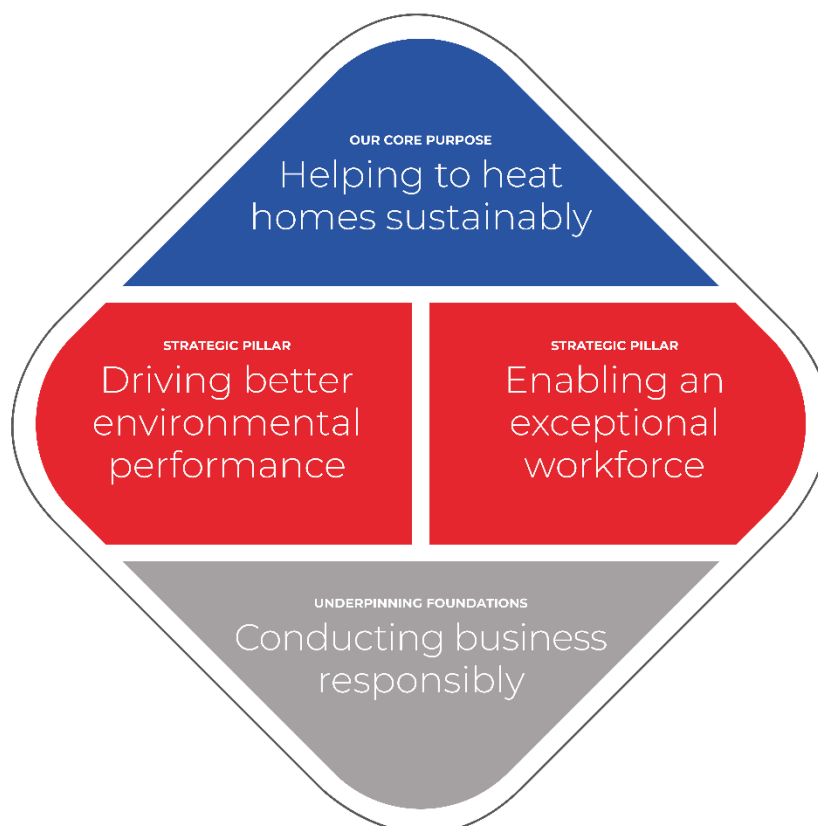 OUR CORE PURPOSE
Helping to heat
homes sustainably
STRATEGIC PILLAR
Driving better
environmental
performance
STRATEGIC PILLAR
Enabling an
exceptional
workforce
UNDERPINNING FOUNDATIONS
Conducting business
responsibly